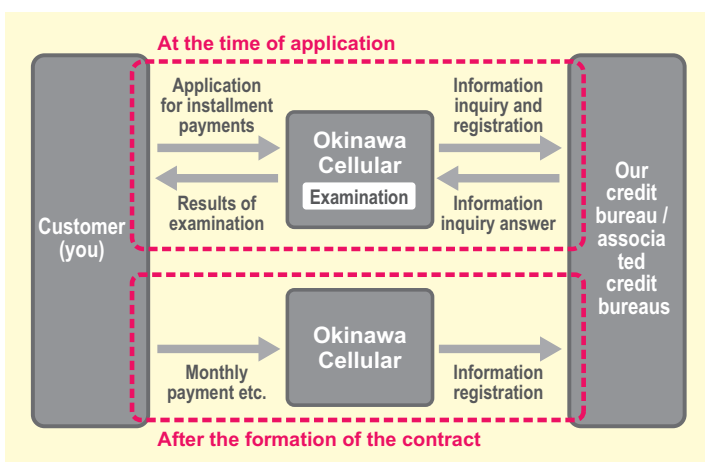 At the time of application
Application
for installment
payments
Information
inquiry and
registration
Okinawa
Cellular
Examination
Results of
examination
Information
inquiry answer
Customer
(you)
Our
credit
bureau /
associa
ted
credit
bureaus
Okinawa
Cellular
Monthly
payment etc.
Information
registration
After the formation of the contract